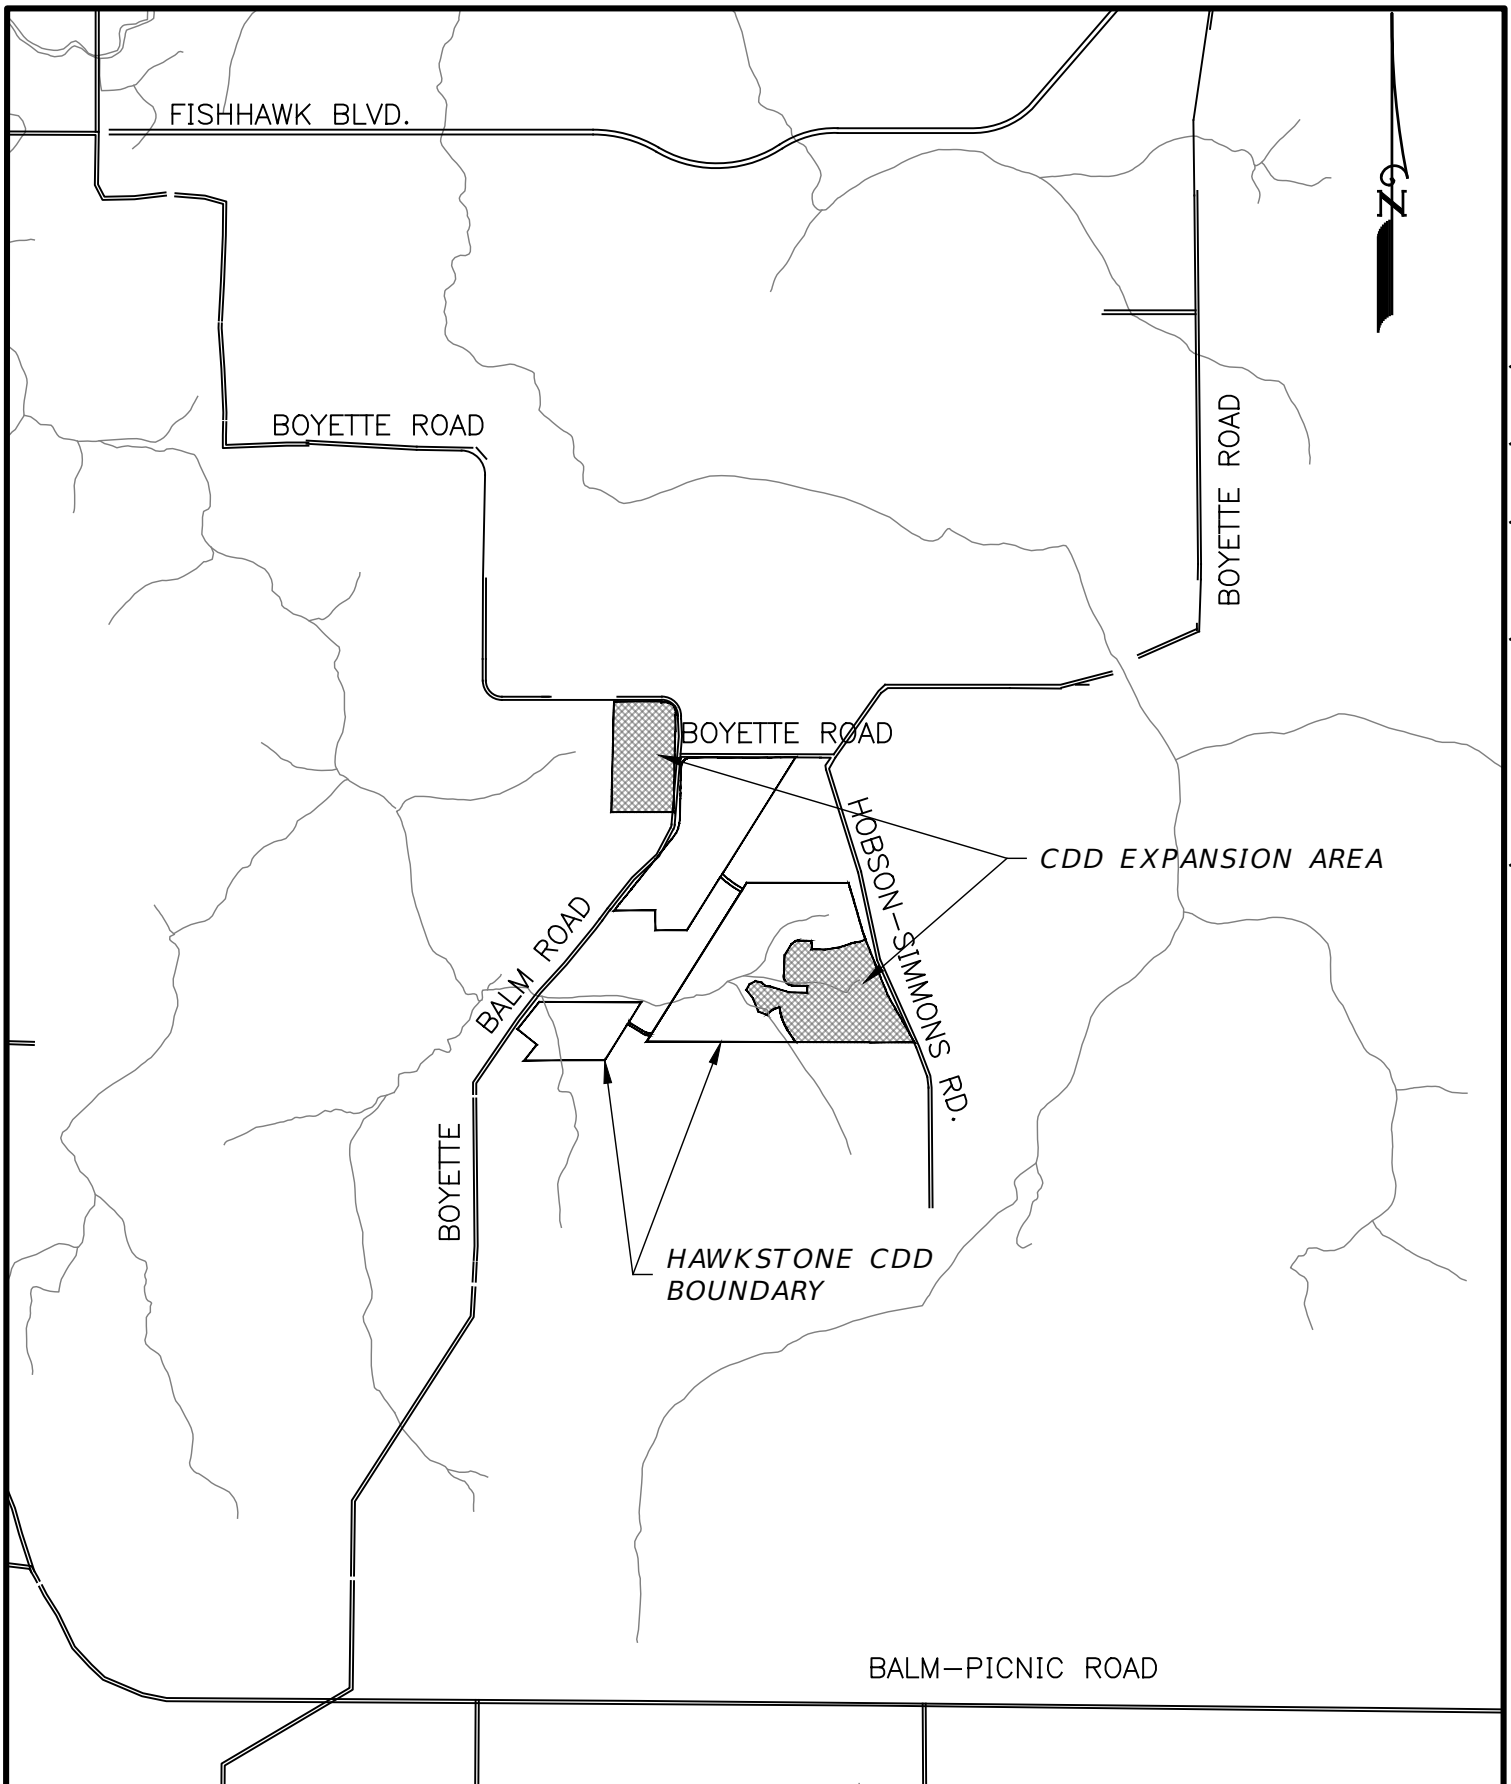 FISHHAWK BLVD.
N
BOYETTE ROAD
BOYETTE ROAD
BOYETTE ROAD
HOBSON-SIMMONS RD.
CDD EXPANSION AREA
BALM ROAD
BOYETTE
HAWKSTONE CDD
BOUNDARY
BALM-PICNIC ROAD